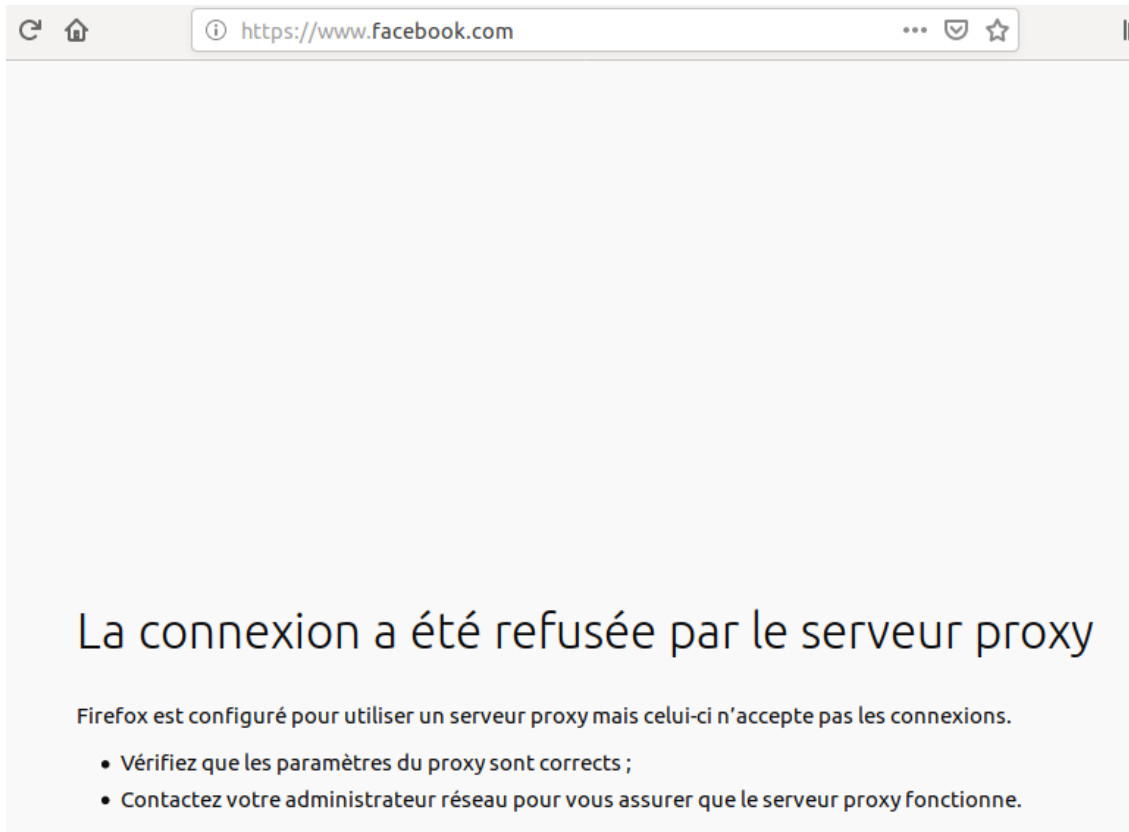 https://www.facebook.com
La connexion a été refusée par le serveur proxy
Firefox est configuré pour utiliser un serveur proxy mais celui-ci n’accepte pas les connexions.
• Vérifiez que les paramètres du proxy sont corrects ;
• Contactez votre administrateur réseau pour vous assurer que le serveur proxy fonctionne.